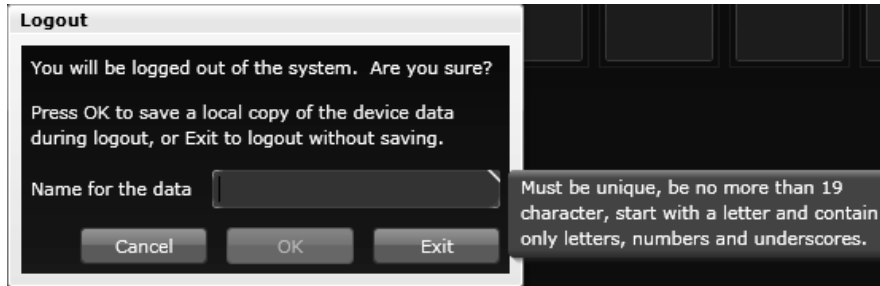 Logout
You will be logged out of the system. Are you sure?
Press OK to save a local copy of the device data
during logout, or Exit to logout without saving.
Name for the data
Must be unique, be no more than 19
character, start with a letter and contain
only letters, numbers and underscores.
Cancel
OK
Exit